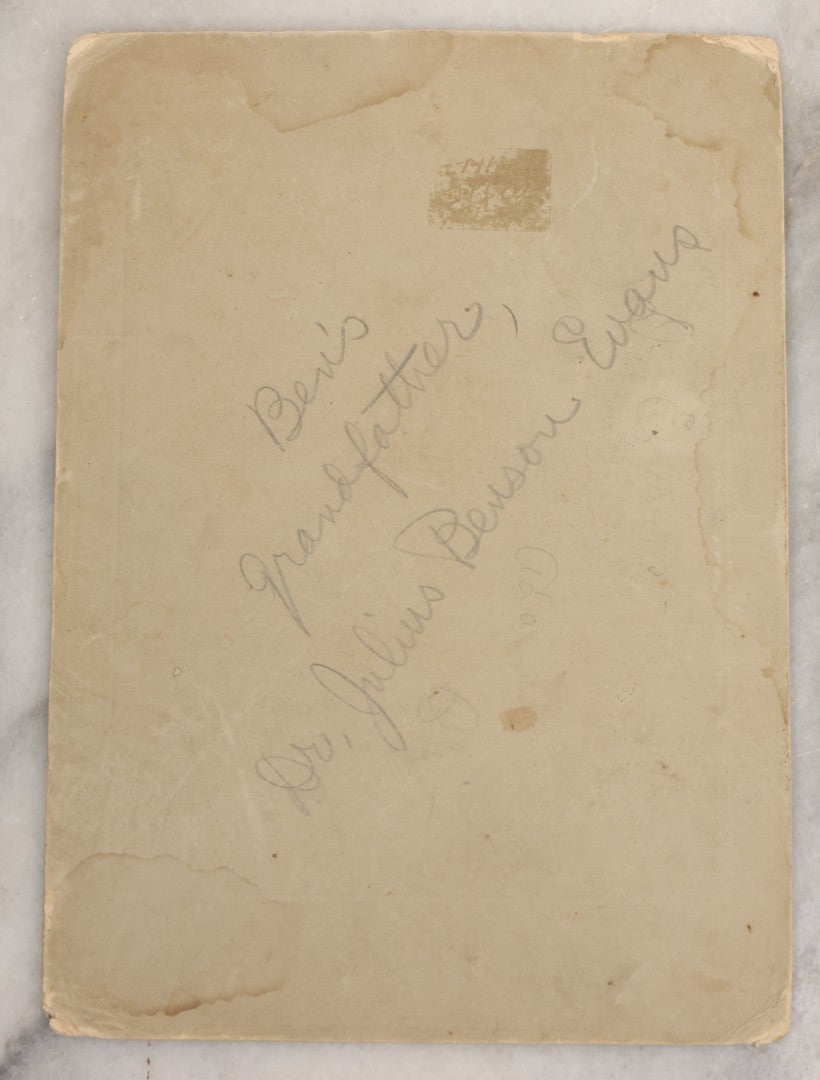 Ben's
grandfather,
Dr. Julius Benson Evans